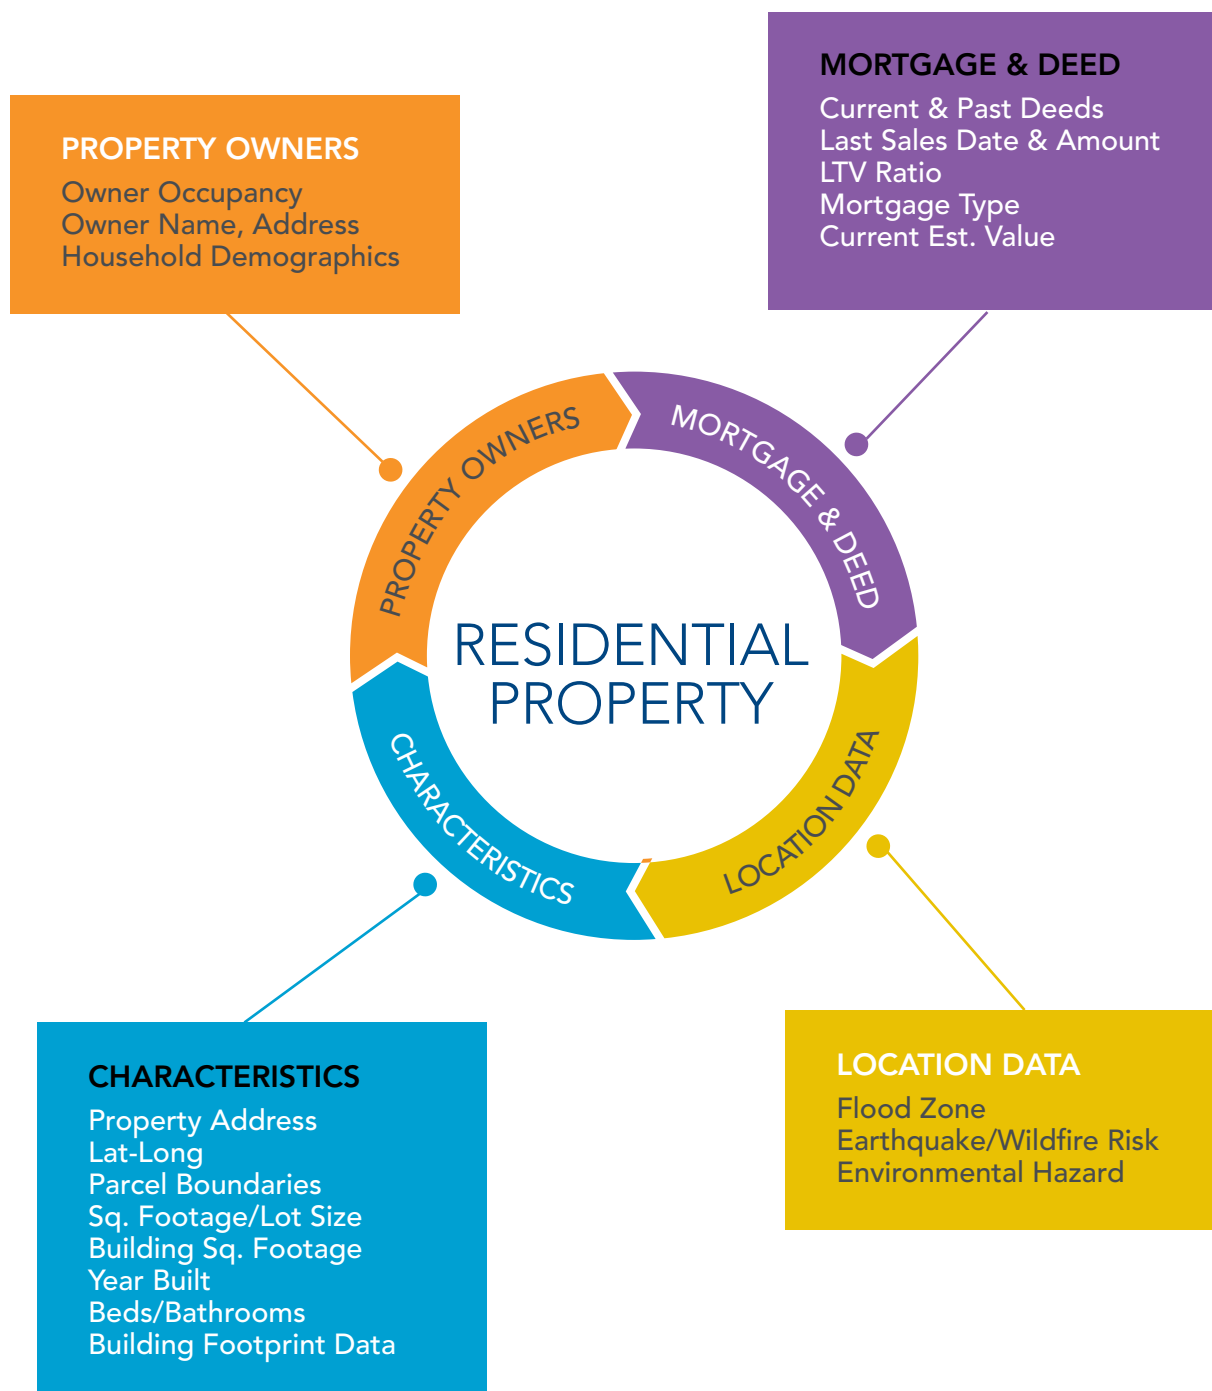 MORTGAGE & DEED
Current & Past Deeds
Last Sales Date & Amount
LTV Ratio
Mortgage Type
Current Est. Value
PROPERTY OWNERS
Owner Occupancy
Owner Name, Address
Household Demographics
PROPERTY OWNERS
MORTGAGE & DEED
RESIDENTIAL
PROPERTY
CHARACTERISTICS
LOCATION DATA
CHARACTERISTICS
Property Address
Lat-Long
Parcel Boundaries
Sq. Footage/Lot Size
Building Sq. Footage
Year Built
Beds/Bathrooms
Building Footprint Data
LOCATION DATA
Flood Zone
Earthquake/Wildfire Risk
Environmental Hazard